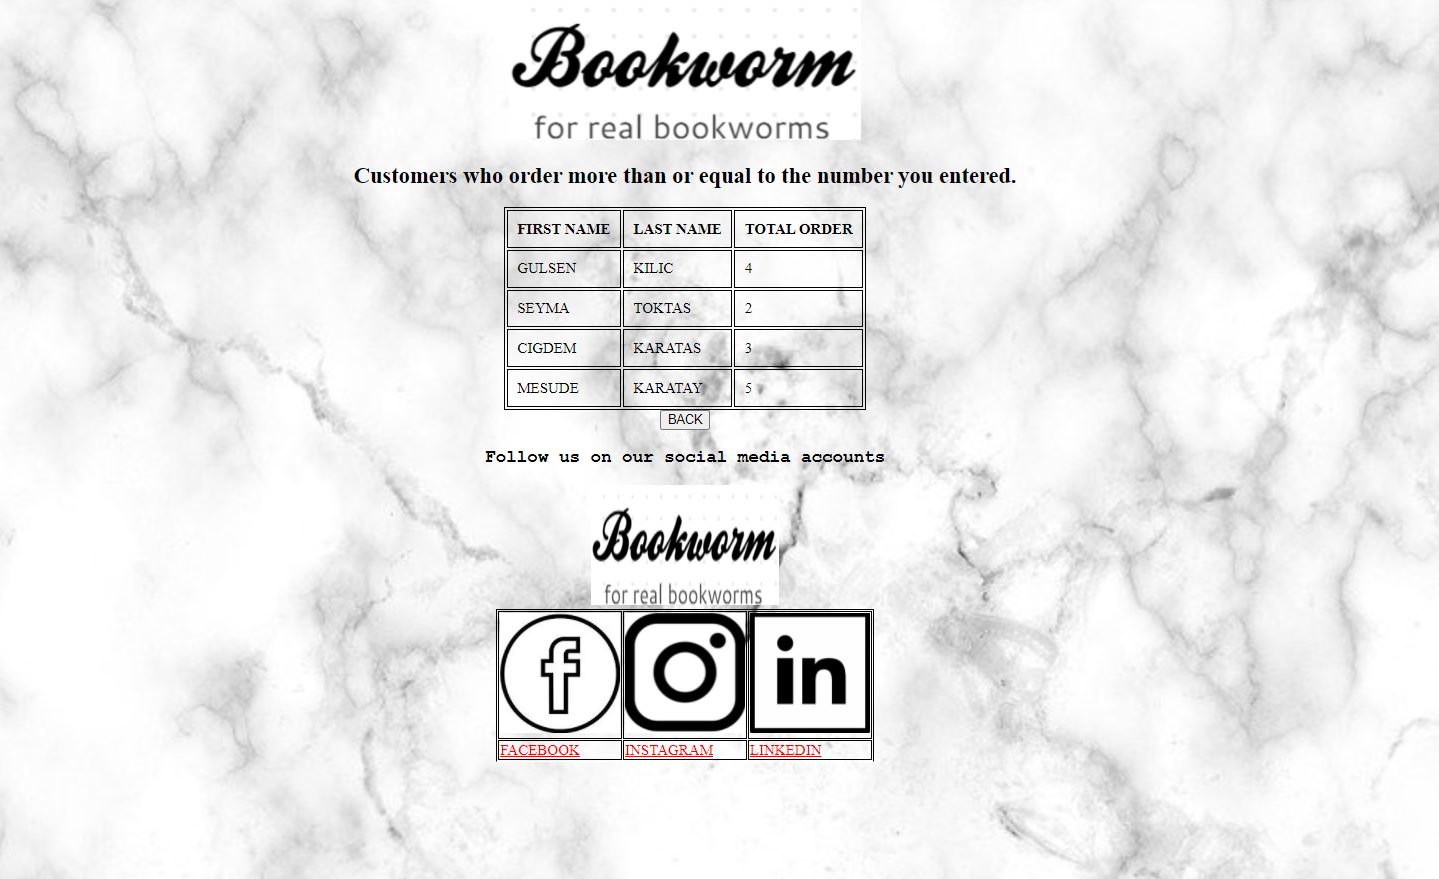 Bookworm
for real bookworms
Customers who order more than or equal to the number you entered.
FIRST NAME LAST NAME TOTAL ORDER
GULSEN KILIC 4
SEYMA TOKTAS 2
CIGDEM KARATAS 3
MESUDE KARATAY 5
BACK
Follow us on our social media accounts
Bookworm
for real bookworms
f in
FACEBOOK INSTAGRAM LINKEDIN